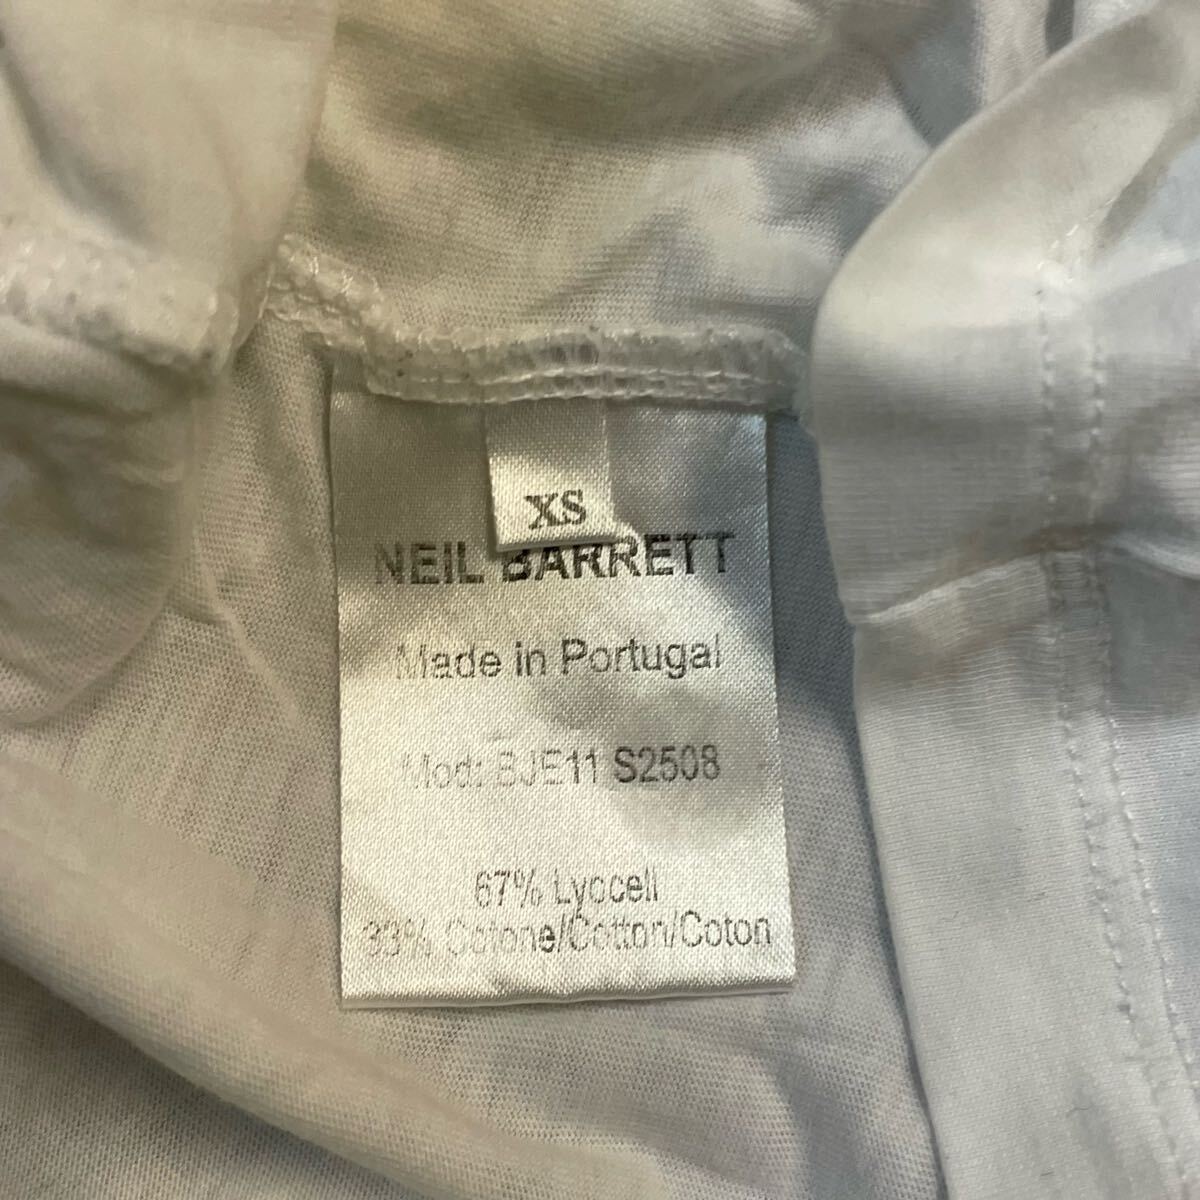 XS
NEIL BARRETT
Made in Portugal
Mod: BJE11 S2508
67% Lyocell
33% Cotone/Cotton/Coton